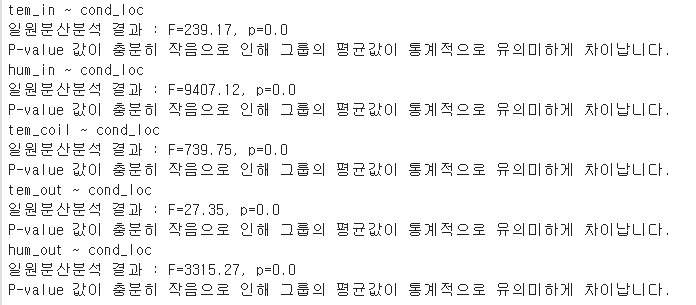 tem_in ~ cond_loc
일원분산분석 결과 : F=239.17, p=0.0
P-value 값이 충분히 작음으로 인해 그룹의 평균값이 통계적으로 유의미하게 차이납니다.
hum_in ~ cond_loc
일원분산분석 결과 : F=9407.12, p=0.0
P-value 값이 충분히 작음으로 인해 그룹의 평균값이 통계적으로 유의미하게 차이납니다.
tem_coil ~ cond_loc
일원분산분석 결과 : F=739.75, p=0.0
P-value 값이 충분히 작음으로 인해 그룹의 평균값이 통계적으로 유의미하게 차이납니다.
tem_out ~ cond_loc
일원분산분석 결과 : F=27.35, p=0.0
P-value 값이 충분히 작음으로 인해 그룹의 평균값이 통계적으로 유의미하게 차이납니다.
hum_out ~ cond_loc
일원분산분석 결과 : F=3315.27, p=0.0
P-value 값이 충분히 작음으로 인해 그룹의 평균값이 통계적으로 유의미하게 차이납니다.